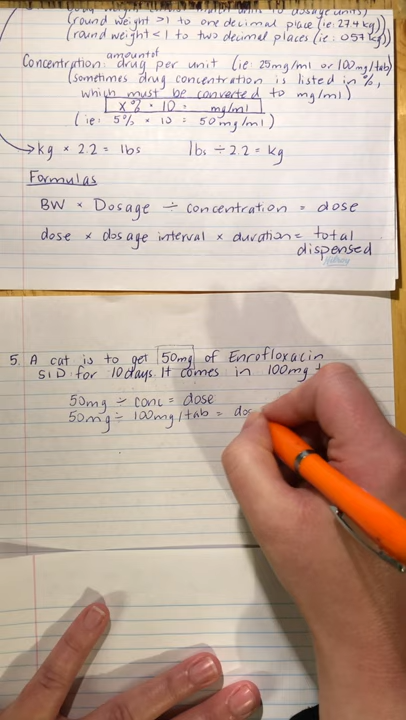 (round weight >1 to one decimal place (ie: 27.4 kg))
(round weight <1 to two decimal places (ie: 0.57 kg))
amount of
Concentration: drug per unit (ie: 25mg/ml or 100mg/tab)
(sometimes drug concentration is listed in %,
which must be converted to mg/ml)
X% × 10 = mg/ml
(ie: 5% × 10 = 50mg/ml)
→kg × 2.2 = lbs lbs ÷ 2.2 = kg
Formulas
BW × Dosage ÷ concentration = dose
dose × dosage interval × duration = total
dispensed
Hilroy
5. A cat is to get 50mg of Enrofloxacin
SID for 10 days. It comes in 100mg
50mg ÷ conc = dose
50mg ÷ 100mg/tab = do